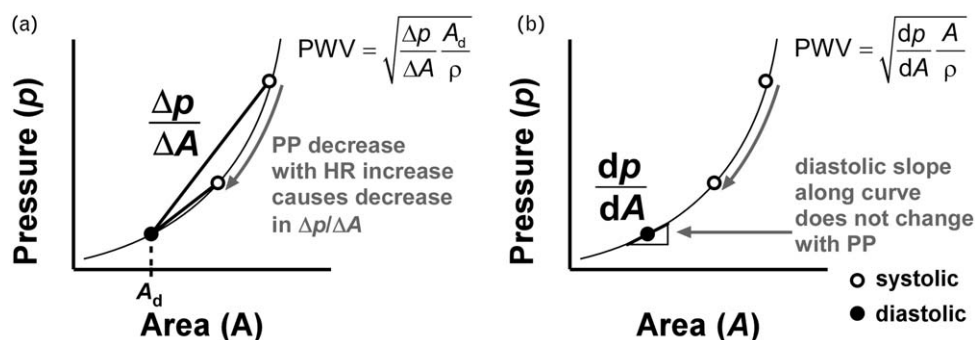 (a)
PWV = √(Δp/ΔA A_d/ρ)
Pressure (p)
Δp
ΔA
PP decrease
with HR increase
causes decrease
in Δp/ΔA
A_d
Area (A)
(b)
PWV = √(dp/dA A/ρ)
Pressure (p)
dp
dA
diastolic slope
along curve
does not change
with PP
Area (A)
systolic
diastolic